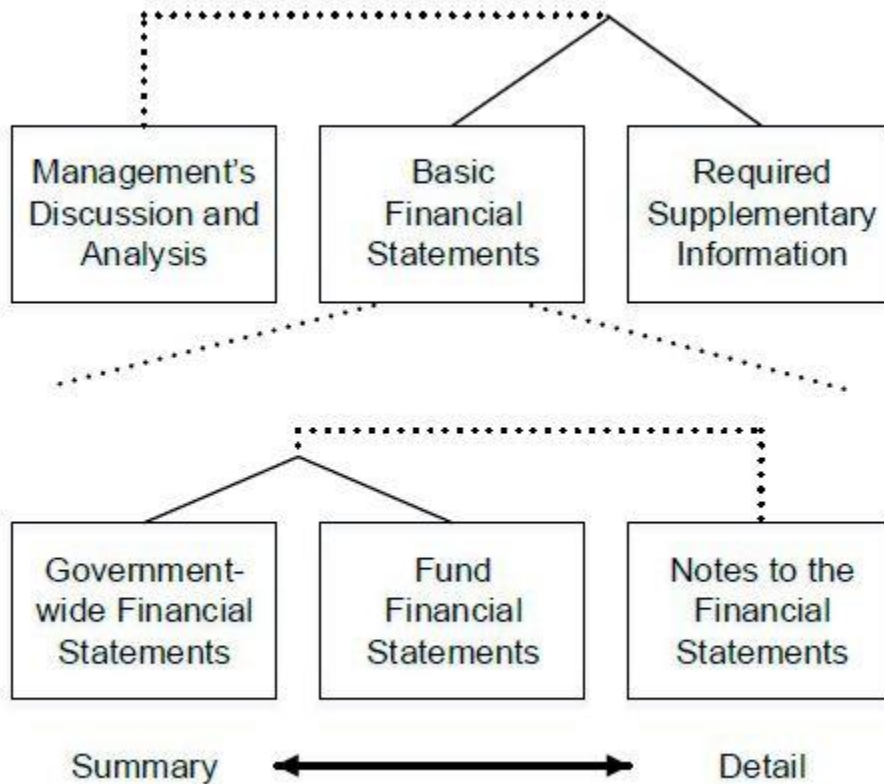 Management's
Discussion and
Analysis
Basic
Financial
Statements
Required
Supplementary
Information
Government-
wide Financial
Statements
Fund
Financial
Statements
Notes to the
Financial
Statements
Summary
Detail